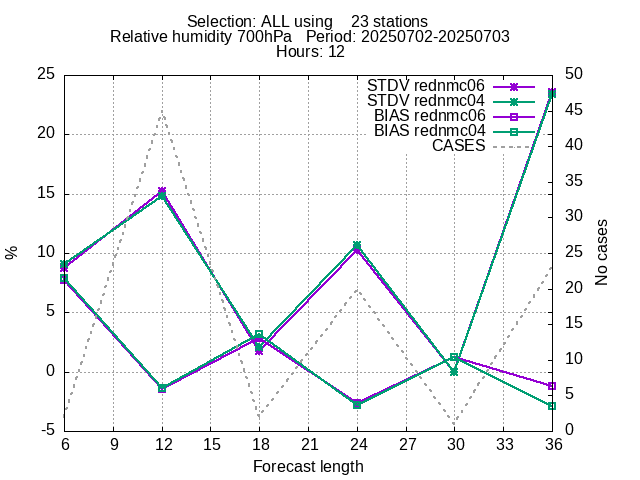 Selection: ALL using    23 stations
Relative humidity 700hPa   Period: 20250702-20250703
Hours: 12
STDV rednmc06
STDV rednmc04
BIAS rednmc06
BIAS rednmc04
CASES
25
20
15
10
5
0
-5
%
50
45
40
35
30
25
20
15
10
5
0
No cases
6 9 12 15 18 21 24 27 30 33 36
Forecast length